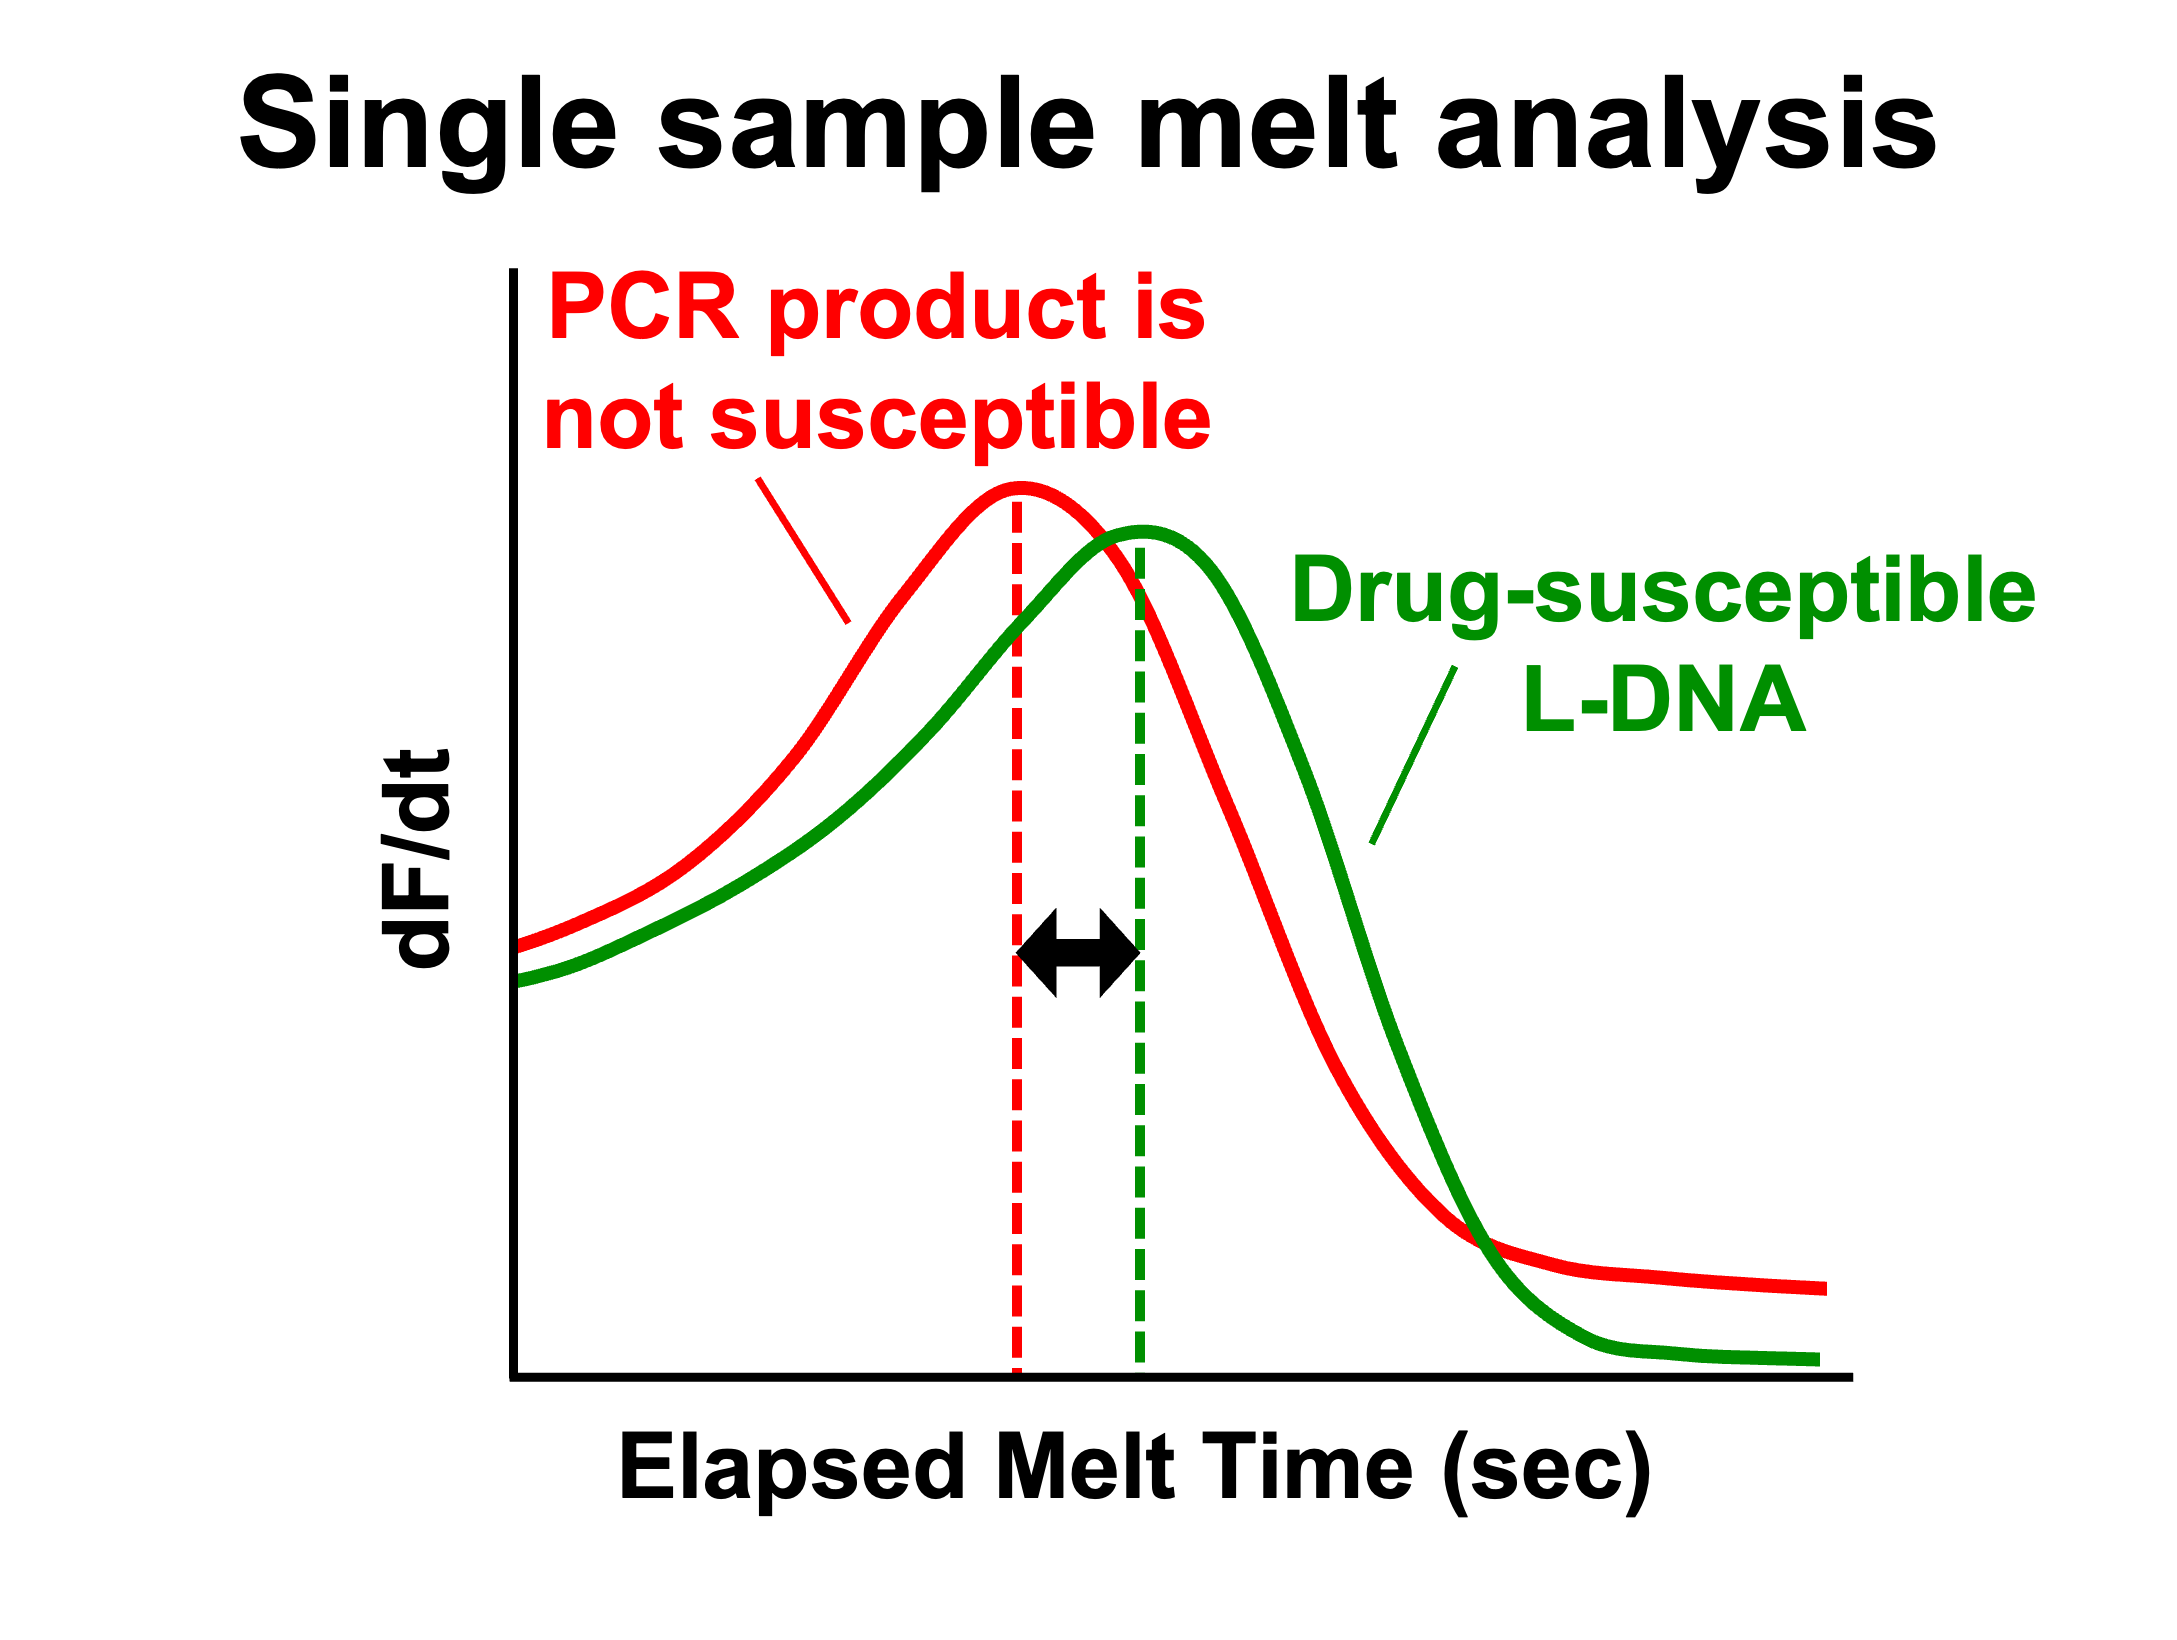 Single sample melt analysis
PCR product is
not susceptible
Drug-susceptible
L-DNA
dF/dt
Elapsed Melt Time (sec)